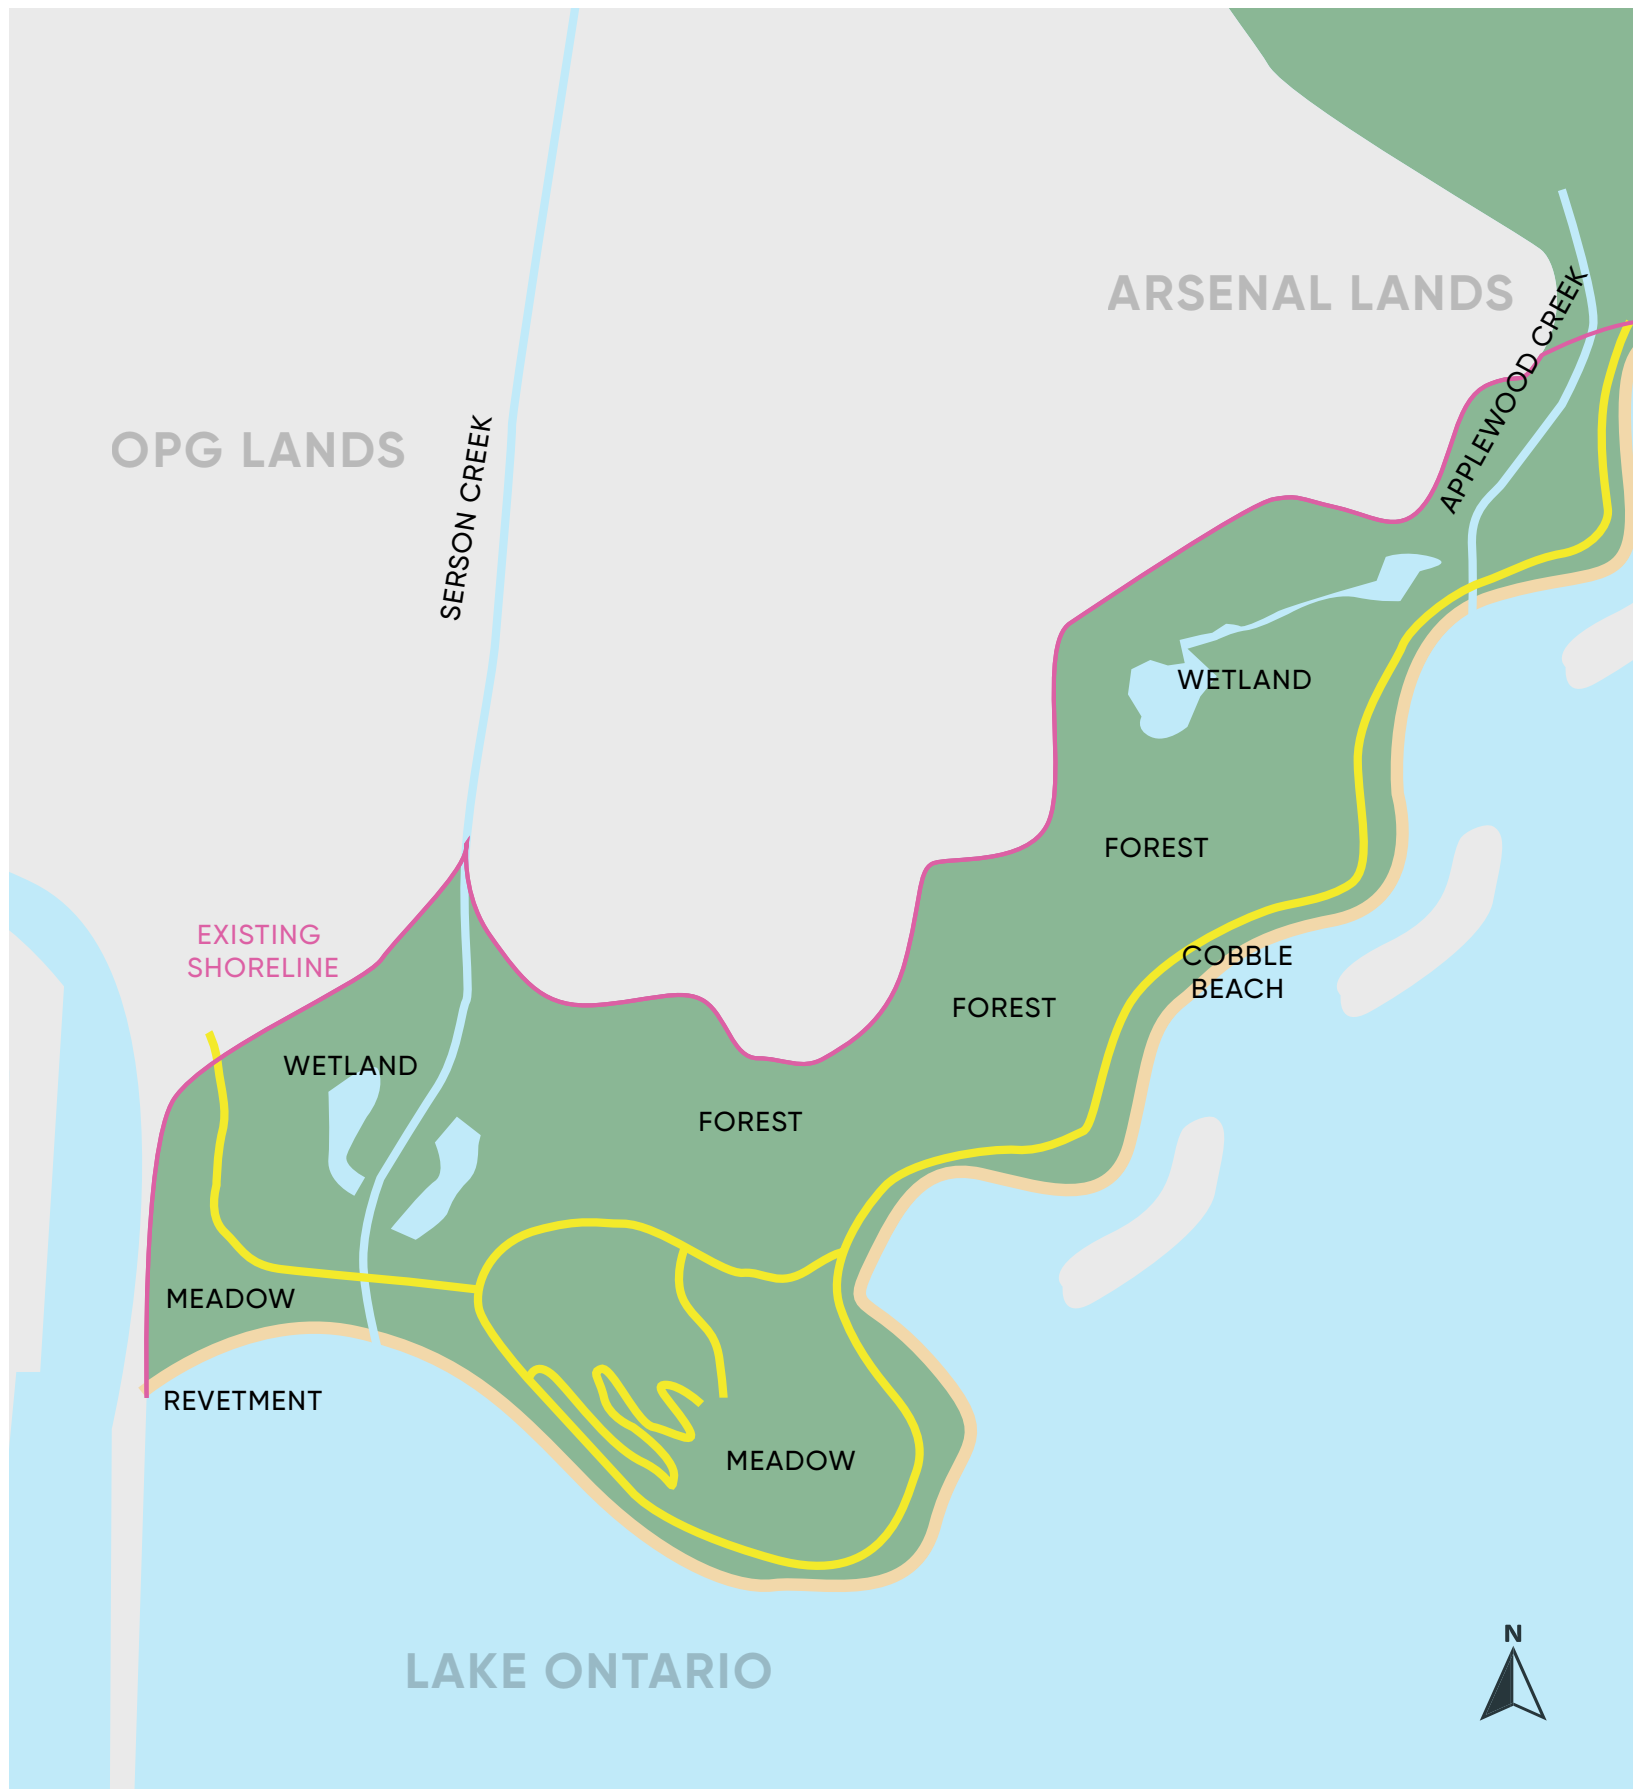 ARSENAL LANDS
APPLEWOOD CREEK
OPG LANDS
SERSON CREEK
WETLAND
FOREST
EXISTING
SHORELINE
COBBLE
BEACH
FOREST
WETLAND
FOREST
MEADOW
REVETMENT
MEADOW
LAKE ONTARIO
N